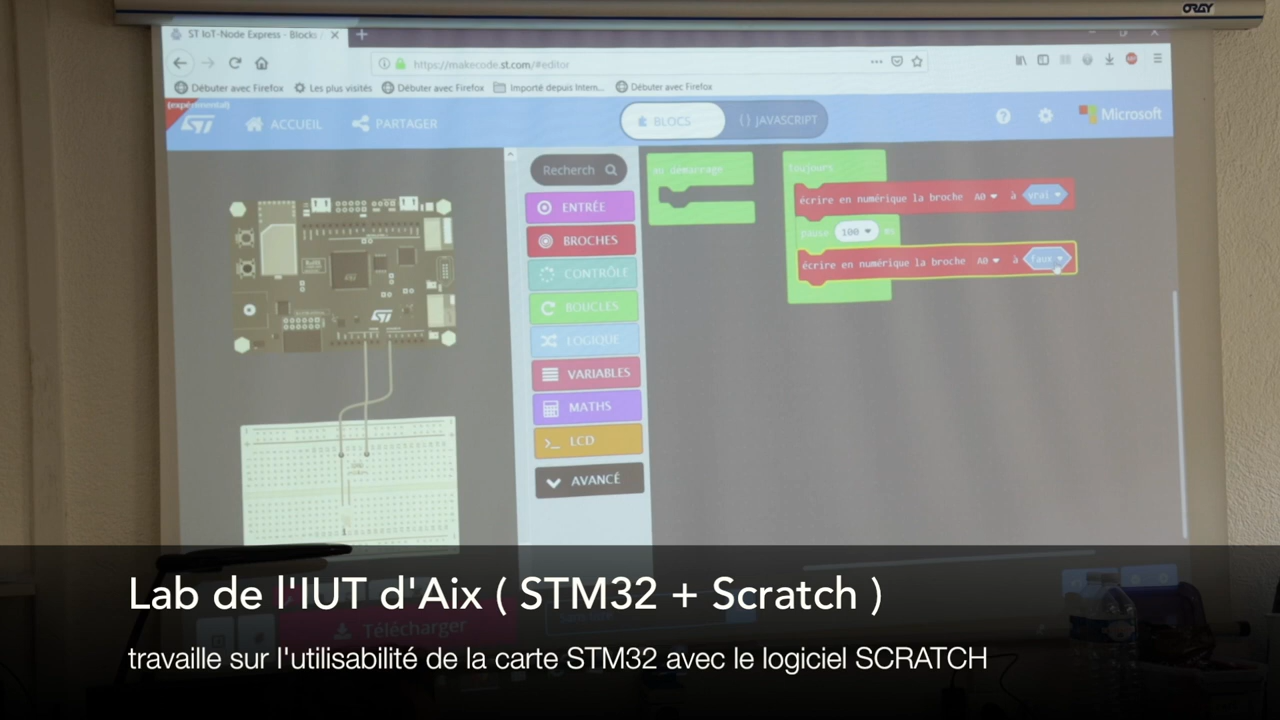 ORAY
ST IoT-Node Express - Blocks /
https://makecode.st.com/#editor
Débuter avec Firefox
Les plus visités
Débuter avec Firefox
Importé depuis Intern...
Débuter avec Firefox
(expérimental)
ST
ACCUEIL
PARTAGER
BLOCS
{} JAVASCRIPT
Microsoft
Recherch
au démarrage
toujours
ENTRÉE
écrire en numérique la broche A0 à vrai
BROCHES
pause 100 ms
CONTRÔLE
écrire en numérique la broche A0 à faux
BOUCLES
LOGIQUE
VARIABLES
MATHS
LCD
AVANCÉ
ST
Lab de l'IUT d'Aix ( STM32 + Scratch )
Télécharger
travaille sur l'utilisabilité de la carte STM32 avec le logiciel SCRATCH